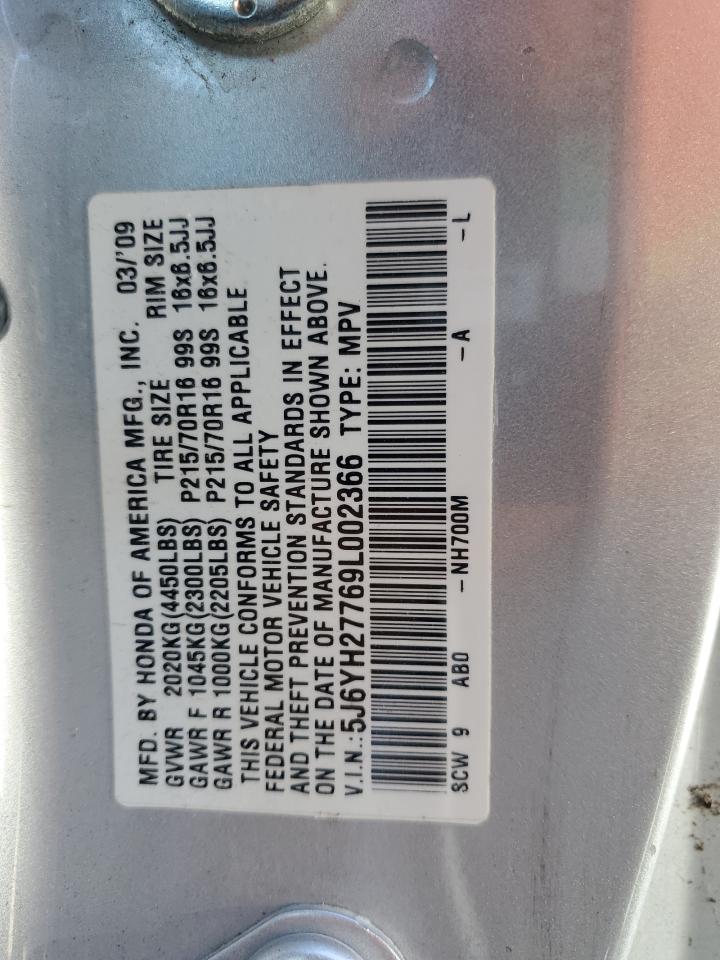 MFD. BY HONDA OF AMERICA MFG., INC. 03/'09
GVWR 2020KG(4450LBS) TIRE SIZE RIM SIZE
GAWR F 1045KG(2300LBS) P215/70R16 99S 16x6.5JJ
GAWR R 1000KG(2205LBS) P215/70R16 99S 16x6.5JJ
THIS VEHICLE CONFORMS TO ALL APPLICABLE
FEDERAL MOTOR VEHICLE SAFETY
AND THEFT PREVENTION STANDARDS IN EFFECT
ON THE DATE OF MANUFACTURE SHOWN ABOVE.
V.I.N.:5J6YH27769L002366 TYPE: MPV
SCW 9 AB0 - NH700M - A - L